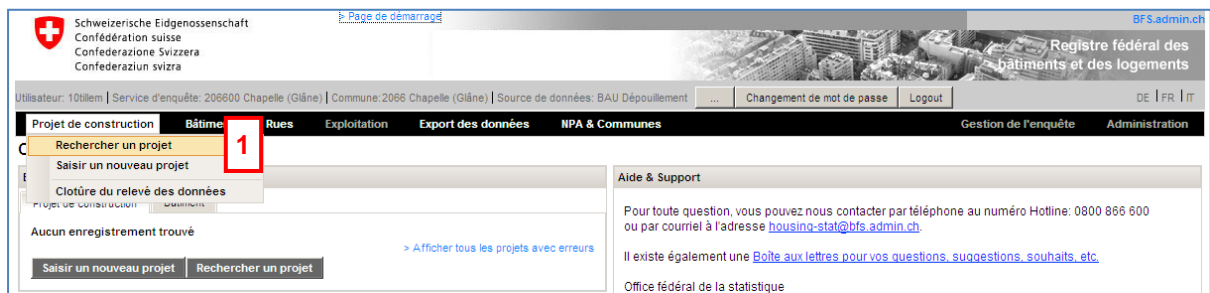 > Page de démarrage
BFS.admin.ch
Schweizerische Eidgenossenschaft
Confédération suisse
Confederazione Svizzera
Confederaziun svizra
Registre fédéral des
bâtiments et des logements
Utilisateur: 10tillem | Service d'enquête: 206600 Chapelle (Glâne) | Commune: 2066 Chapelle (Glâne) | Source de données: BAU Dépouillement ... Changement de mot de passe Logout DE | FR | IT
Projet de construction Bâtime Rues Exploitation Export des données NPA & Communes Gestion de l'enquête Administration
Rechercher un projet
1
Saisir un nouveau projet
Clotûre du relevé des données
Aide & Support
Projet de construction Bâtiment
Aucun enregistrement trouvé
> Afficher tous les projets avec erreurs
Saisir un nouveau projet Rechercher un projet
Pour toute question, vous pouvez nous contacter par téléphone au numéro Hotline: 0800 866 600
ou par courriel à l'adresse housing-stat@bfs.admin.ch.
Il existe également une Boîte aux lettres pour vos questions, suggestions, souhaits, etc.
Office fédéral de la statistique